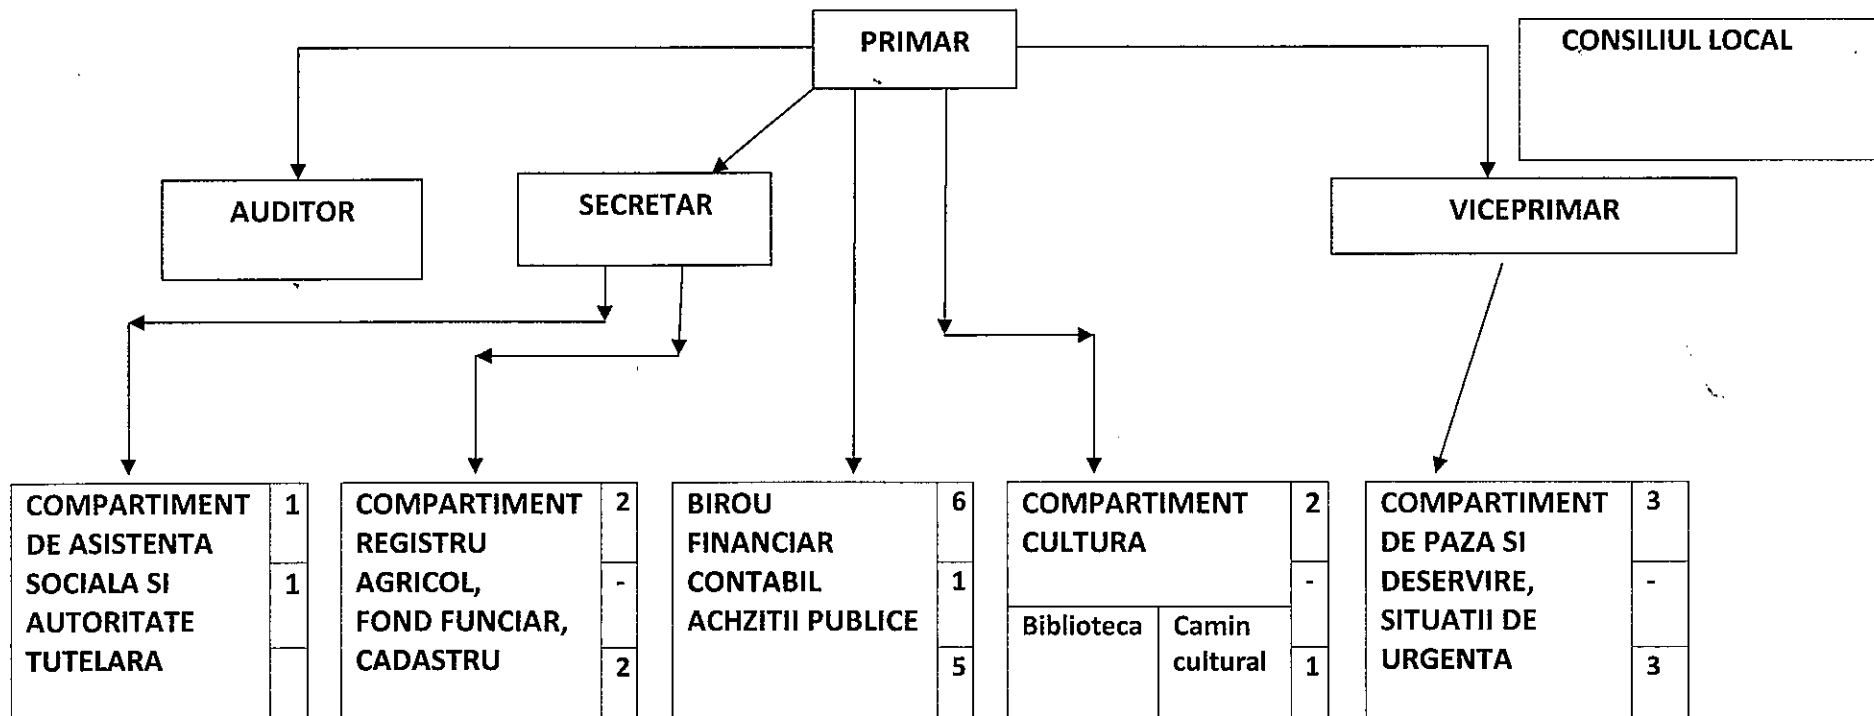 PRIMAR
CONSILIUL LOCAL
AUDITOR
SECRETAR
VICEPRIMAR
COMPARTIMENT
DE ASISTENTA
SOCIALA SI
AUTORITATE
TUTELARA
1
1
COMPARTIMENT
REGISTRU
AGRICOL,
FOND FUNCIAR,
CADASTRU
2
-
2
BIROU
FINANCIAR
CONTABIL
ACHZITII PUBLICE
6
1
5
COMPARTIMENT
CULTURA
Biblioteca
Camin
cultural
2
-
1
COMPARTIMENT
DE PAZA SI
DESERVIRE,
SITUATII DE
URGENTA
3
-
3